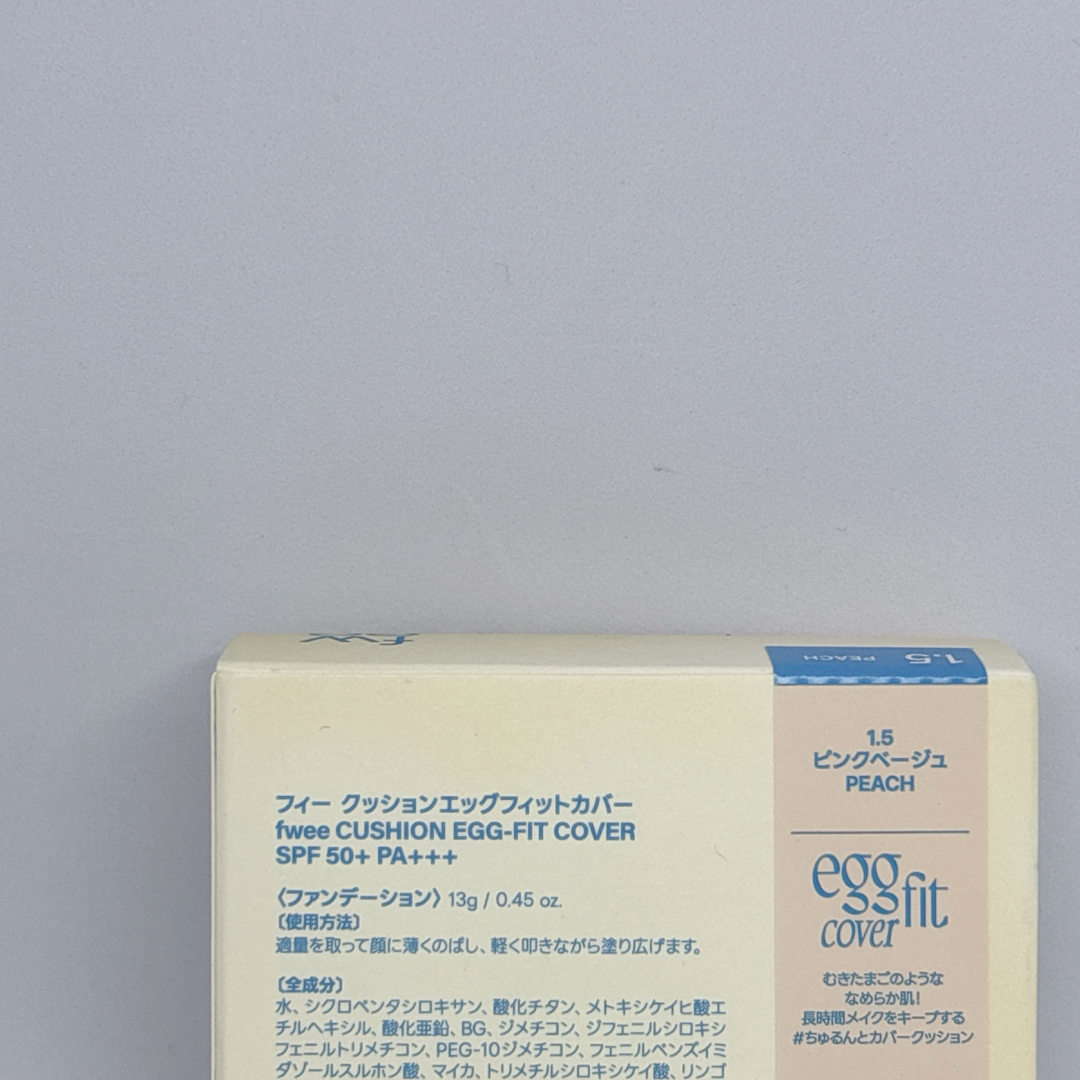 1.5 PEACH
フィー クッションエッグフィットカバー
fwee CUSHION EGG-FIT COVER
SPF 50+ PA+++
〈ファンデーション〉 13g / 0.45 oz.
〔使用方法〕
適量を取って顔に薄くのばし、軽く叩きながら塗り広げます。
〔全成分〕
水、シクロペンタシロキサン、酸化チタン、メトキシケイヒ酸エ
チルヘキシル、酸化亜鉛、BG、ジメチコン、ジフェニルシロキシ
フェニルトリメチコン、PEG-10ジメチコン、フェニルベンズイミ
ダゾールスルホン酸、マイカ、トリメチルシロキシケイ酸、リンゴ
1.5
ピンクベージュ
PEACH
egg
fit
cover
むきたまごのような
なめらか肌!
長時間メイクをキープする
#ちゅるんとカバークッション